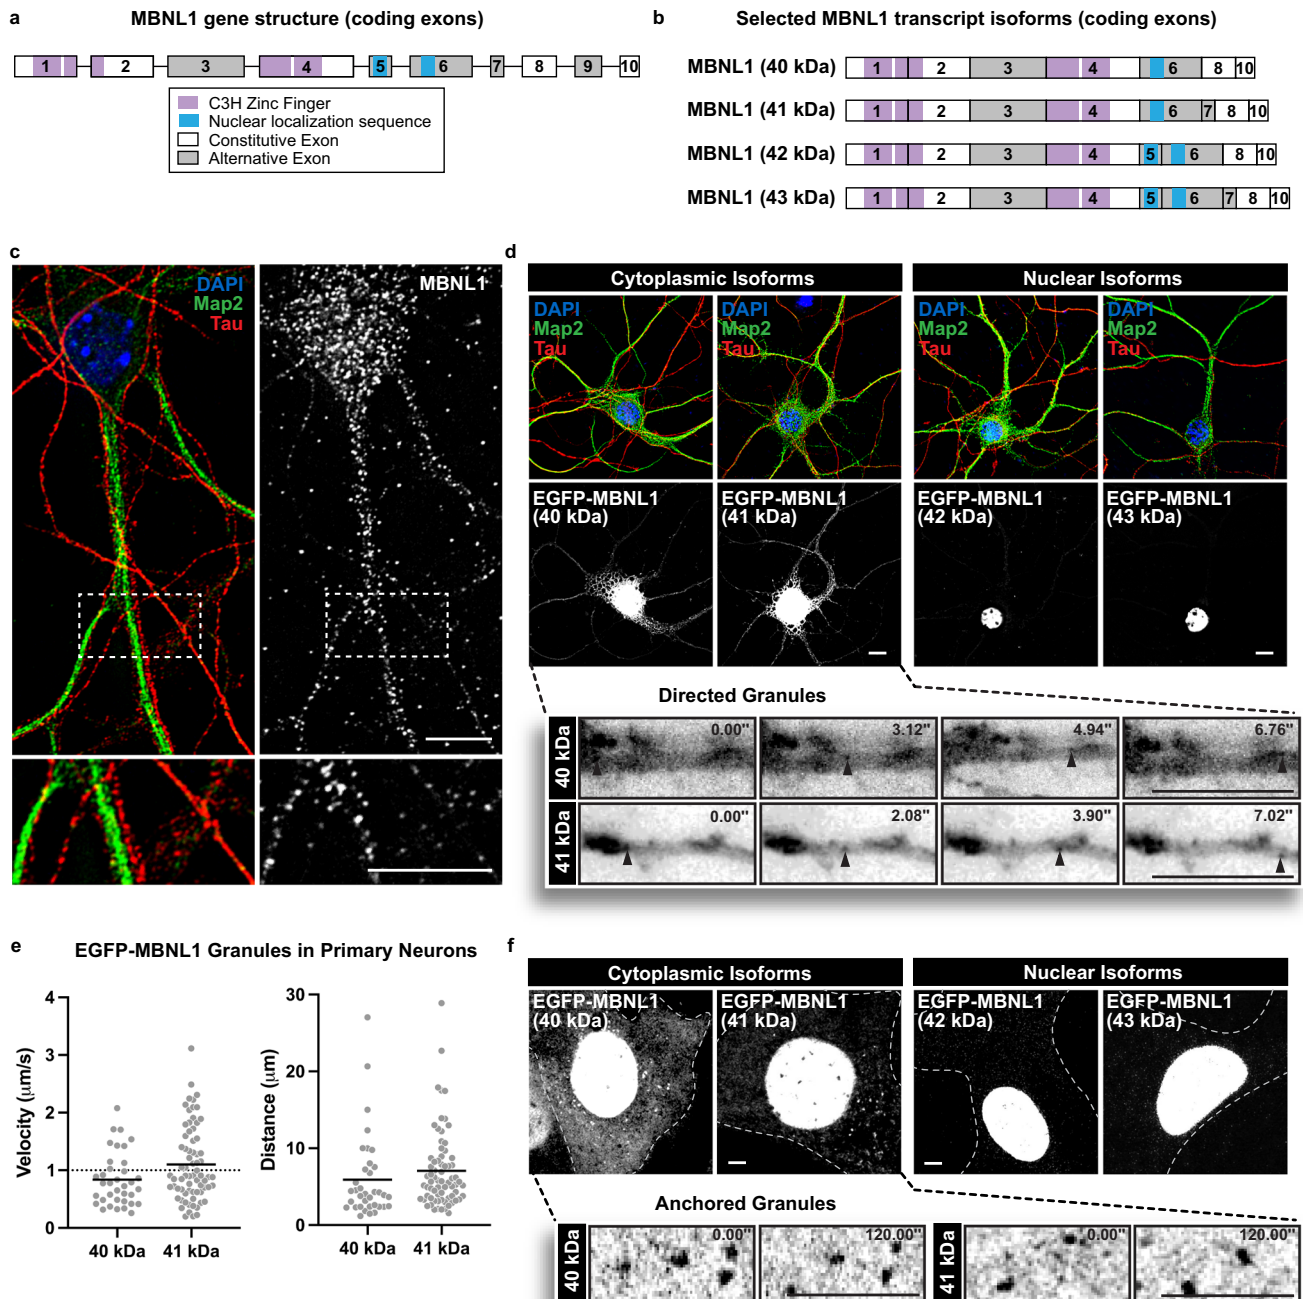 a
MBNL1 gene structure (coding exons)
1 2 3 4 5 6 7 8 9 10
C3H Zinc Finger
Nuclear localization sequence
Constitutive Exon
Alternative Exon
b
Selected MBNL1 transcript isoforms (coding exons)
MBNL1 (40 kDa) 1 2 3 4 6 8 10
MBNL1 (41 kDa) 1 2 3 4 6 7 8 10
MBNL1 (42 kDa) 1 2 3 4 5 6 8 10
MBNL1 (43 kDa) 1 2 3 4 5 6 7 8 10
c
DAPI
Map2
Tau
MBNL1
d
Cytoplasmic Isoforms
Nuclear Isoforms
DAPI
Map2
Tau
DAPI
Map2
Tau
DAPI
Map2
Tau
DAPI
Map2
Tau
EGFP-MBNL1
(40 kDa)
EGFP-MBNL1
(41 kDa)
EGFP-MBNL1
(42 kDa)
EGFP-MBNL1
(43 kDa)
Directed Granules
40 kDa
0.00" 3.12" 4.94" 6.76"
41 kDa
0.00" 2.08" 3.90" 7.02"
e
EGFP-MBNL1 Granules in Primary Neurons
Velocity (μm/s)
4
3
2
1
0
40 kDa 41 kDa
Distance (μm)
30
20
10
0
40 kDa 41 kDa
f
Cytoplasmic Isoforms
Nuclear Isoforms
EGFP-MBNL1
(40 kDa)
EGFP-MBNL1
(41 kDa)
EGFP-MBNL1
(42 kDa)
EGFP-MBNL1
(43 kDa)
Anchored Granules
40 kDa
0.00" 120.00"
41 kDa
0.00" 120.00"